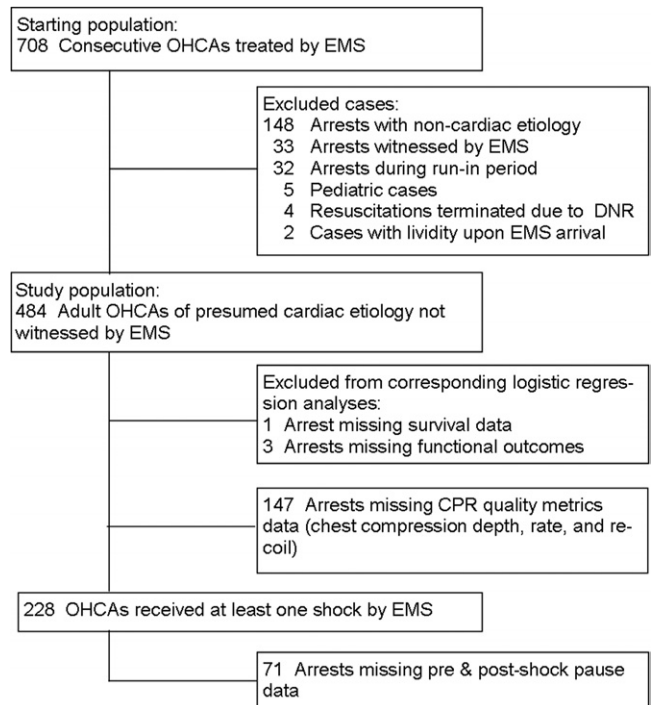 Starting population:
708 Consecutive OHCAs treated by EMS
Excluded cases:
148 Arrests with non-cardiac etiology
33 Arrests witnessed by EMS
32 Arrests during run-in period
5 Pediatric cases
4 Resuscitations terminated due to DNR
2 Cases with lividity upon EMS arrival
Study population:
484 Adult OHCAs of presumed cardiac etiology not
witnessed by EMS
Excluded from corresponding logistic regres-
sion analyses:
1 Arrest missing survival data
3 Arrests missing functional outcomes
147 Arrests missing CPR quality metrics
data (chest compression depth, rate, and re-
coil)
228 OHCAs received at least one shock by EMS
71 Arrests missing pre & post-shock pause
data